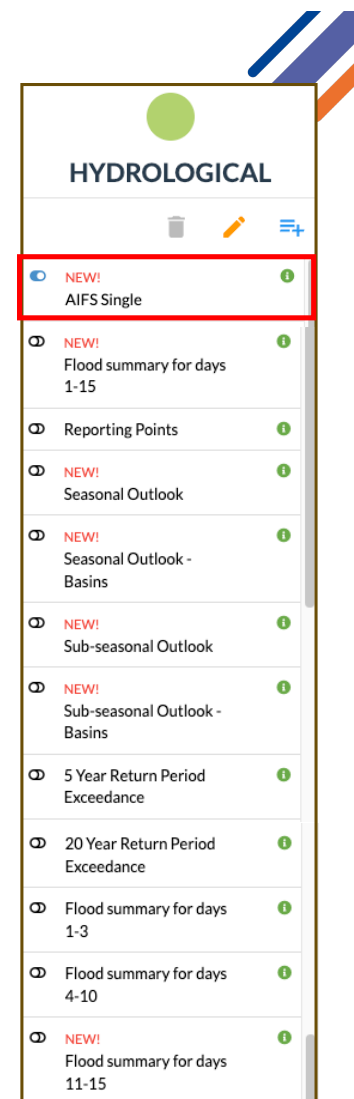 HYDROLOGICAL
NEW!
AIFS Single
NEW!
Flood summary for days
1-15
Reporting Points
NEW!
Seasonal Outlook
NEW!
Seasonal Outlook -
Basins
NEW!
Sub-seasonal Outlook
NEW!
Sub-seasonal Outlook -
Basins
5 Year Return Period
Exceedance
20 Year Return Period
Exceedance
Flood summary for days
1-3
Flood summary for days
4-10
NEW!
Flood summary for days
11-15